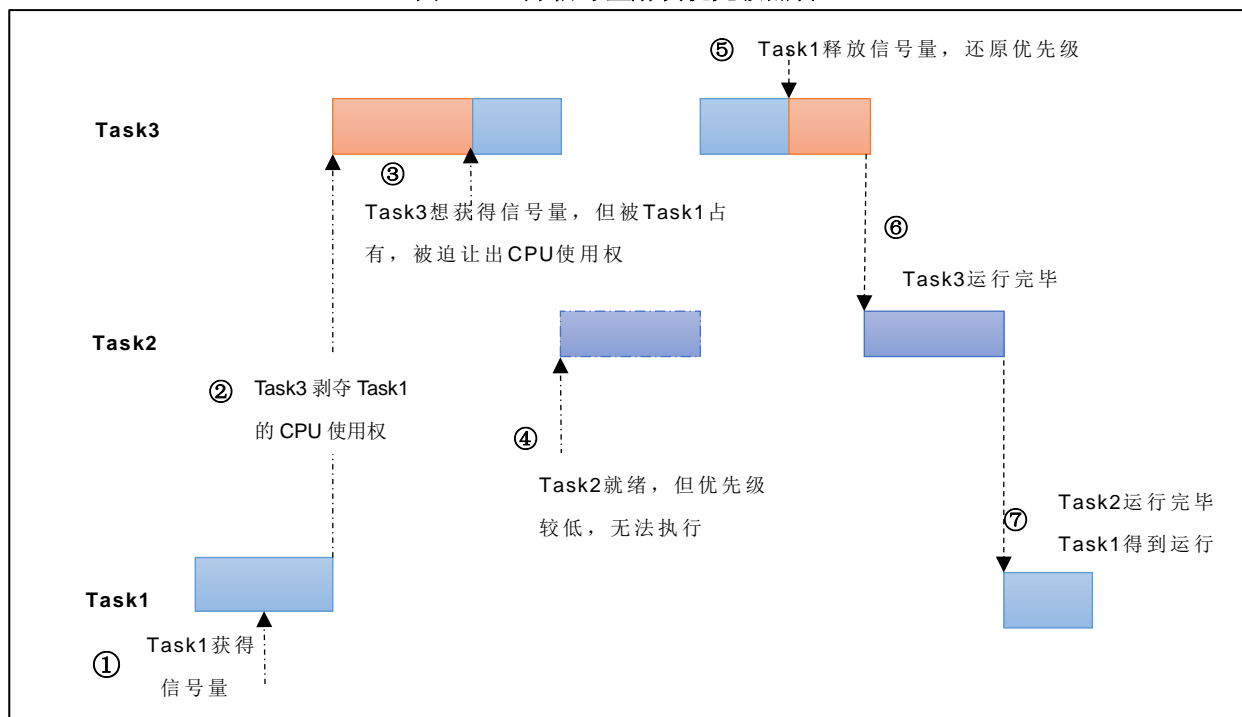 ⑤ Task1释放信号量，还原优先级
Task3
③
Task3想获得信号量，但被Task1占
有，被迫让出CPU使用权
⑥
Task3运行完毕
Task2
② Task3 剥夺 Task1
的 CPU 使用权
④
Task2就绪，但优先级
较低，无法执行
⑦
Task2运行完毕
Task1得到运行
Task1
① Task1获得
信号量